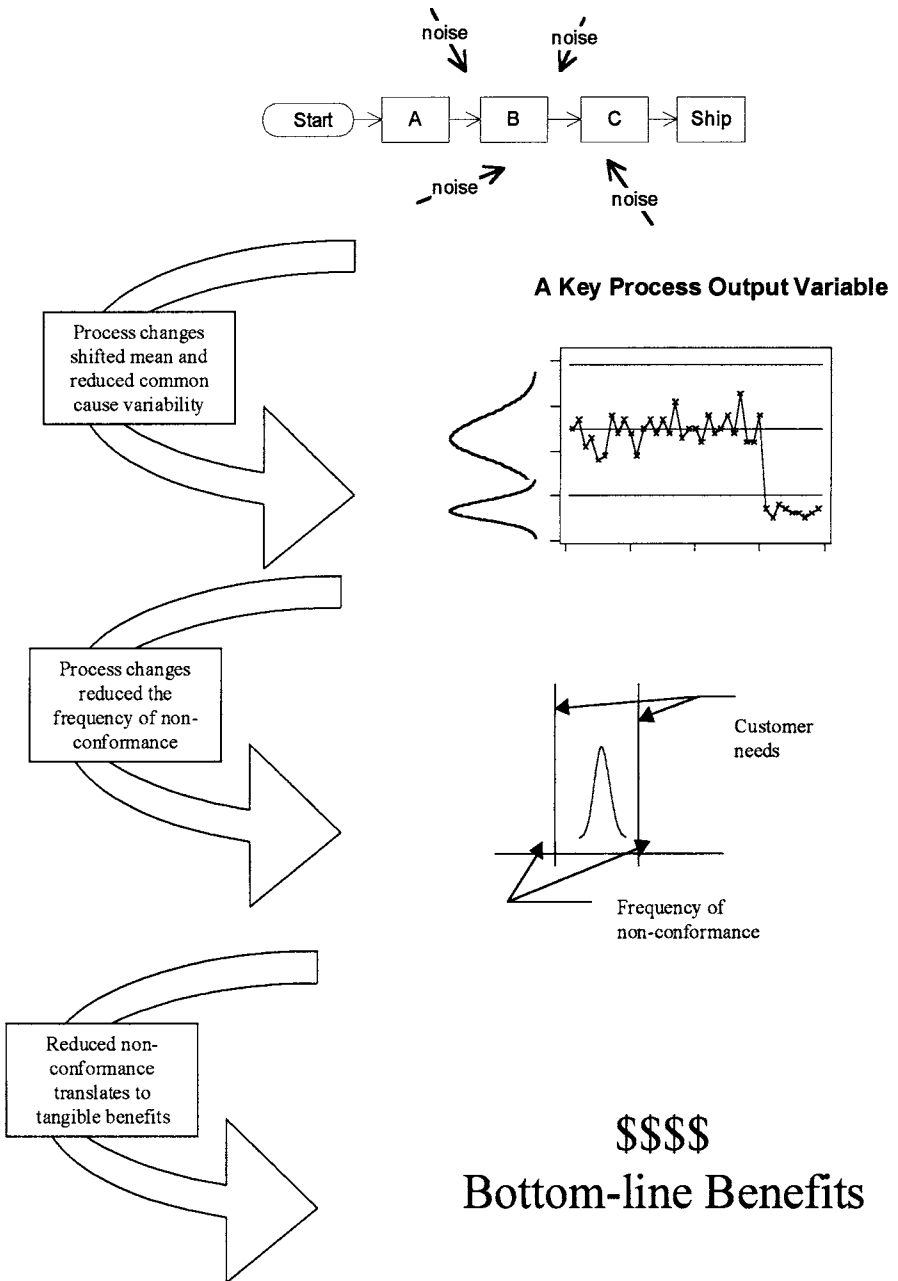 noise
noise
Start
A
B
C
Ship
noise
noise
A Key Process Output Variable
Process changes
shifted mean and
reduced common
cause variability
Process changes
reduced the
frequency of non-
conformance
Customer
needs
Frequency of
non-conformance
Reduced non-
conformance
translates to
tangible benefits
$$$$
Bottom-line Benefits